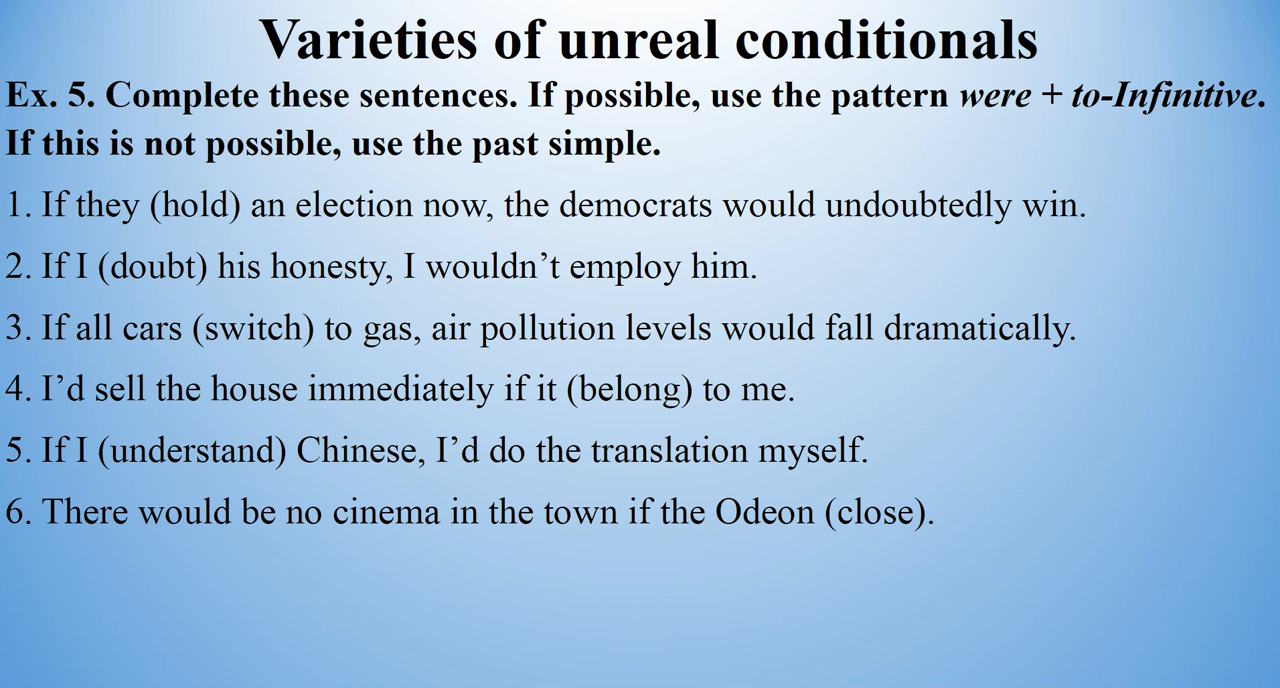 Varieties of unreal conditionals
Ex. 5. Complete these sentences. If possible, use the pattern were + to-Infinitive.
If this is not possible, use the past simple.
1. If they (hold) an election now, the democrats would undoubtedly win.
2. If I (doubt) his honesty, I wouldn’t employ him.
3. If all cars (switch) to gas, air pollution levels would fall dramatically.
4. I’d sell the house immediately if it (belong) to me.
5. If I (understand) Chinese, I’d do the translation myself.
6. There would be no cinema in the town if the Odeon (close).